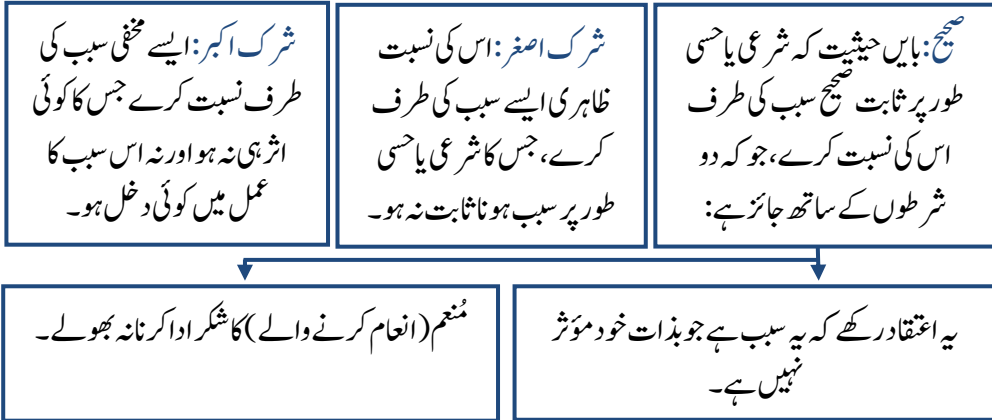 صحیح: بایں حیثیت کہ شرعی یا حسی
طور پر ثابت صحیح سبب کی طرف
اس کی نسبت کرے، جو کہ دو
شرطوں کے ساتھ جائز ہے:
شرک اصغر: اس کی نسبت
ظاہری ایسے سبب کی طرف
کرے، جس کا شرعی یا حسی
طور پر سبب ہونا ثابت نہ ہو۔
شرک اکبر: ایسے مخفی سبب کی
طرف نسبت کرے جس کا کوئی
اثر ہی نہ ہو اور نہ اس سبب کا
عمل میں کوئی دخل ہو۔
یہ اعتقاد رکھے کہ یہ سبب ہے جو بذات خود مؤثر
نہیں ہے۔
مُنعم (انعام کرنے والے) کا شکر ادا کرنا نہ بھولے۔